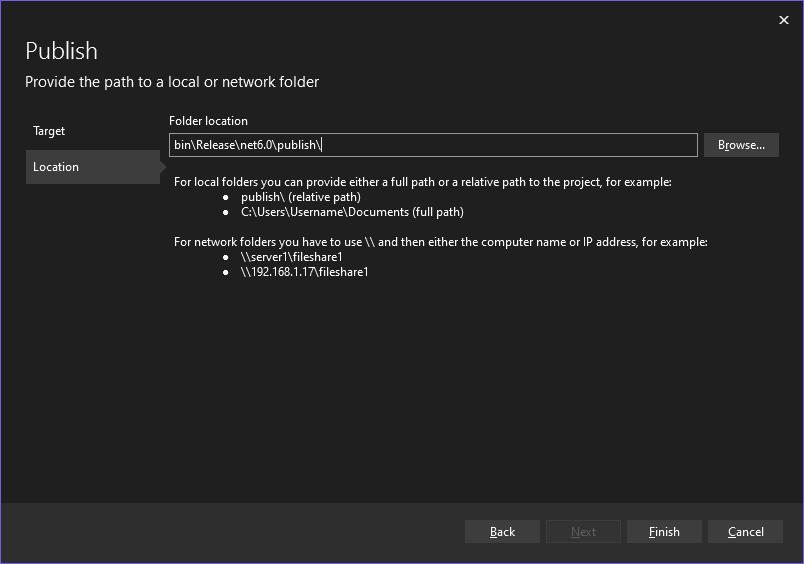 Publish
Provide the path to a local or network folder
Target
Location
Folder location
bin\Release\net6.0\publish\
Browse...
For local folders you can provide either a full path or a relative path to the project, for example:
● publish\ (relative path)
● C:\Users\Username\Documents (full path)
For network folders you have to use \\ and then either the computer name or IP address, for example:
● \\server1\fileshare1
● \\192.168.1.17\fileshare1
Back
Next
Finish
Cancel